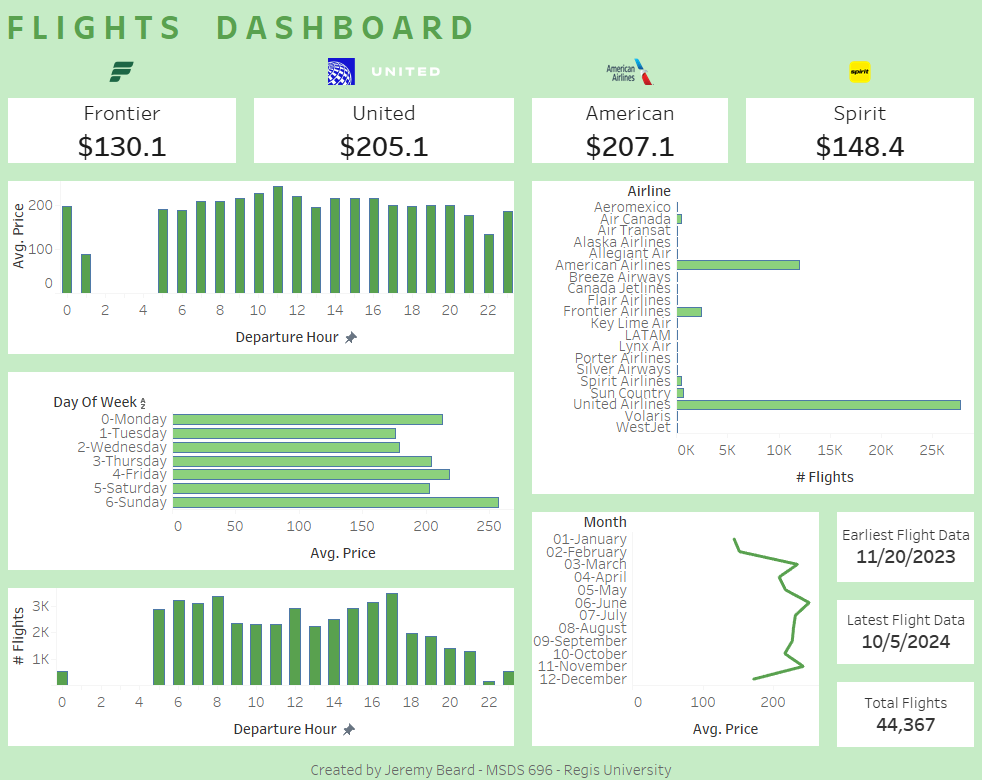 FLIGHTS DASHBOARD
UNITED
American Airlines
spirit
Frontier
$130.1
United
$205.1
American
$207.1
Spirit
$148.4
Avg. Price
200
100
0
0 2 4 6 8 10 12 14 16 18 20 22
Departure Hour
Airline
Aeromexico
Air Canada
Air Transat
Alaska Airlines
Allegiant Air
American Airlines
Breeze Airways
Canada Jetlines
Flair Airlines
Frontier Airlines
Key Lime Air
LATAM
Lynx Air
Porter Airlines
Silver Airways
Spirit Airlines
Sun Country
United Airlines
Volaris
WestJet
0K 5K 10K 15K 20K 25K
# Flights
Day Of Week
0-Monday
1-Tuesday
2-Wednesday
3-Thursday
4-Friday
5-Saturday
6-Sunday
0 50 100 150 200 250
Avg. Price
# Flights
3K
2K
1K
0 2 4 6 8 10 12 14 16 18 20 22
Departure Hour
Month
01-January
02-February
03-March
04-April
05-May
06-June
07-July
08-August
09-September
10-October
11-November
12-December
0 100 200
Avg. Price
Earliest Flight Data
11/20/2023
Latest Flight Data
10/5/2024
Total Flights
44,367
Created by Jeremy Beard - MSDS 696 - Regis University